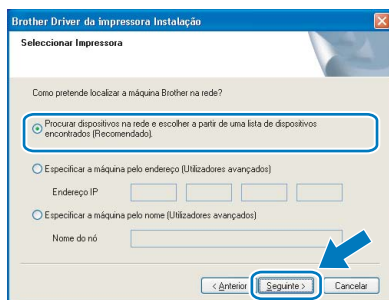 Brother Driver da impressora Instalação
Seleccionar Impressora
Como pretende localizar a máquina Brother na rede?
Procurar dispositivos na rede e escolher a partir de uma lista de dispositivos
encontrados (Recomendado).
Especificar a máquina pelo endereço (Utilizadores avançados)
Endereço IP
Especificar a máquina pelo nome (Utilizadores avançados)
Nome do nó
< Anterior
Seguinte >
Cancelar